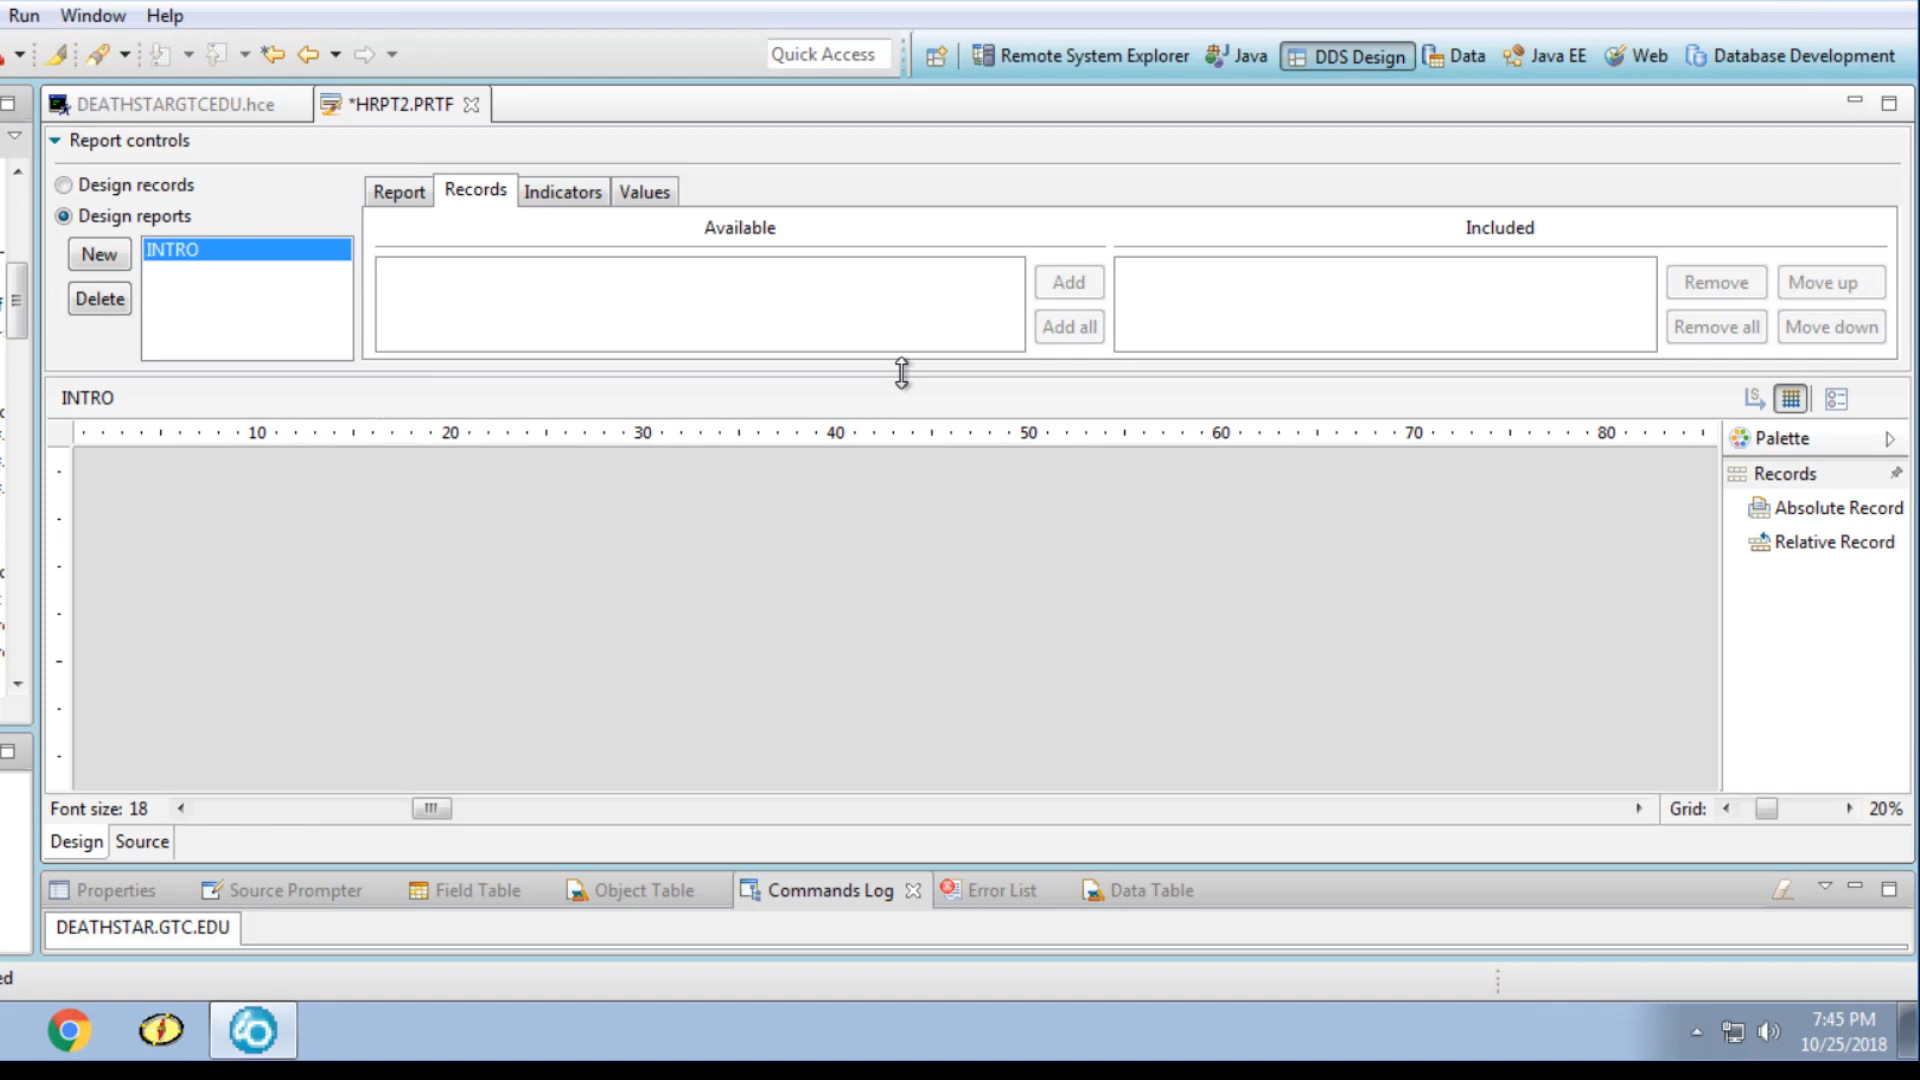 Run Window Help
Quick Access Remote System Explorer Java DDS Design Data Java EE Web Database Development
DEATHSTARGTCEDU.hce *HRPT2.PRTF
Report controls
Design records
Design reports
New
Delete
INTRO
Report Records Indicators Values
Available Included
Add Remove Move up
Add all Remove all Move down
INTRO
10 20 30 40 50 60 70 80
Palette
Records
Absolute Record
Relative Record
Font size: 18 Grid: 20%
Design Source
Properties Source Prompter Field Table Object Table Commands Log Error List Data Table
DEATHSTAR.GTC.EDU
ed
7:45 PM
10/25/2018